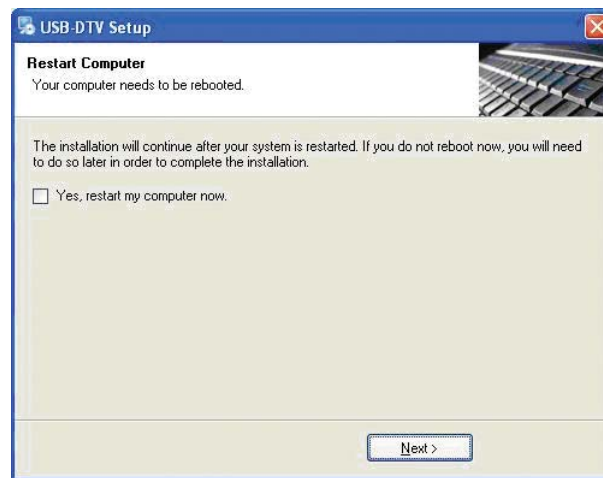 USB-DTV Setup
Restart Computer
Your computer needs to be rebooted.
The installation will continue after your system is restarted. If you do not reboot now, you will need
to do so later in order to complete the installation.
Yes, restart my computer now.
Next >